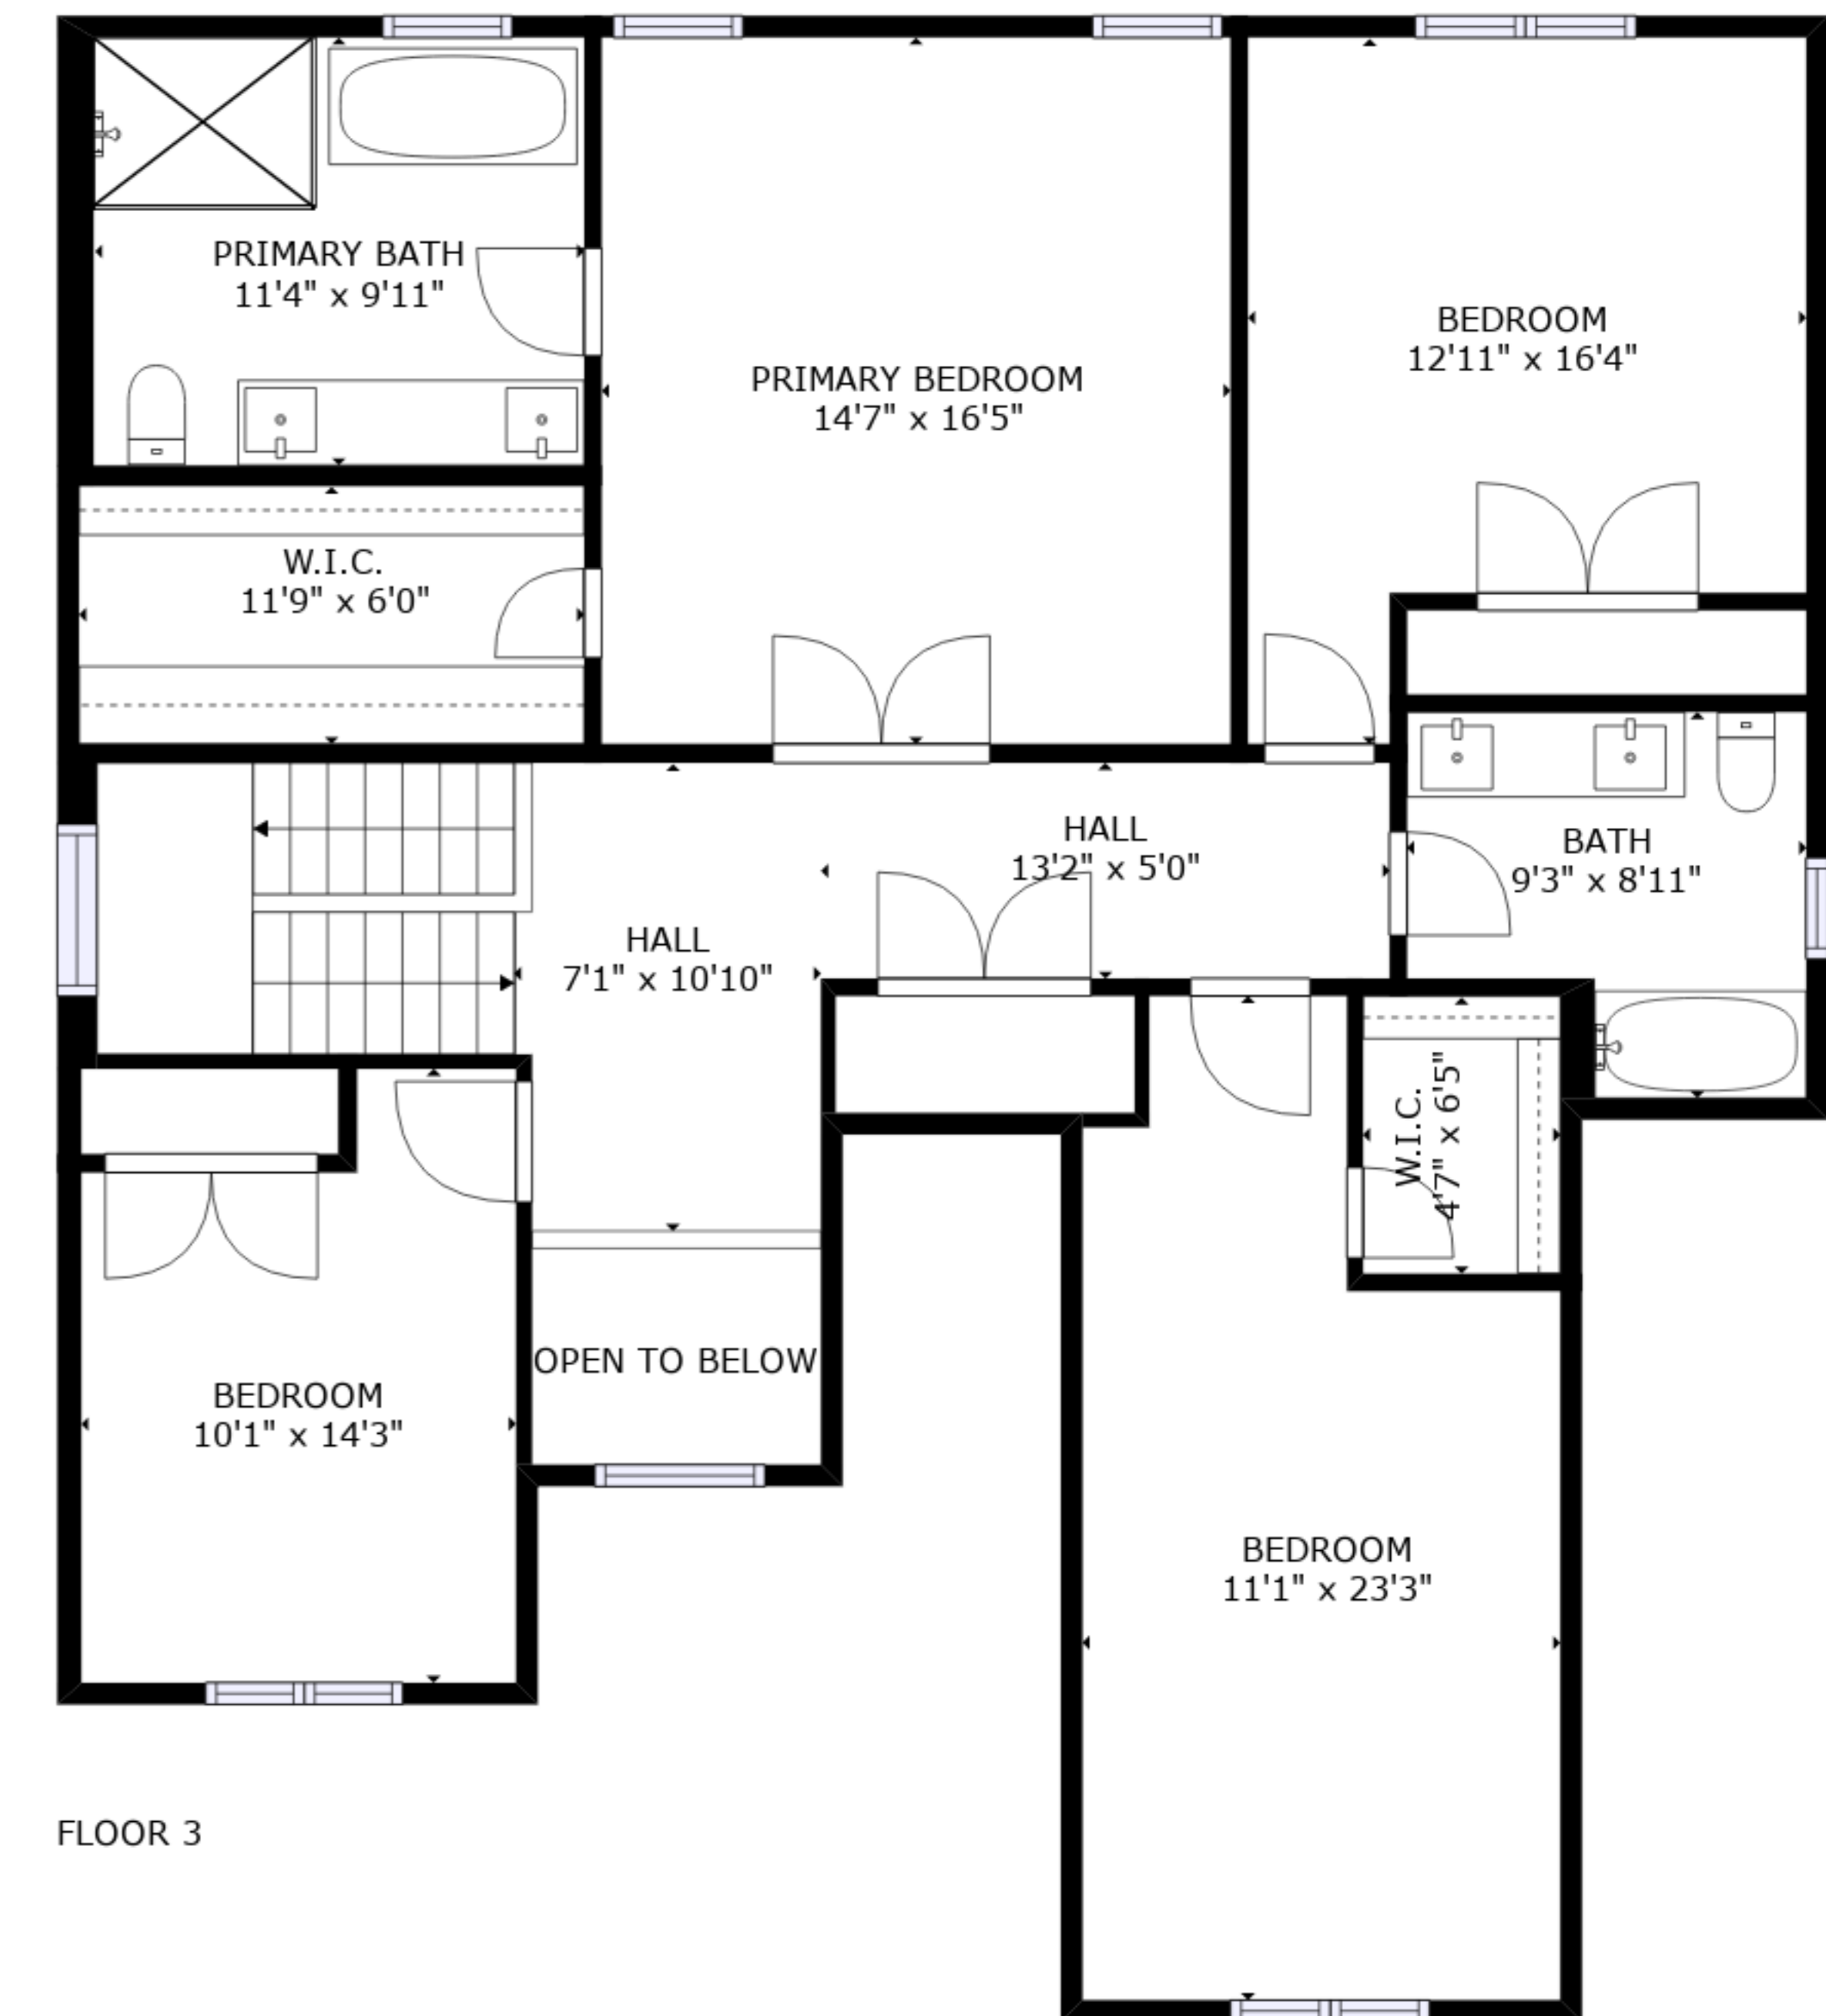 PRIMARY BATH
11'4" x 9'11"
PRIMARY BEDROOM
14'7" x 16'5"
BEDROOM
12'11" x 16'4"
W.I.C.
11'9" x 6'0"
HALL
13'2" x 5'0"
BATH
9'3" x 8'11"
HALL
7'1" x 10'10"
W.I.C.
4'7" x 6'5"
OPEN TO BELOW
BEDROOM
10'1" x 14'3"
BEDROOM
11'1" x 23'3"
FLOOR 3